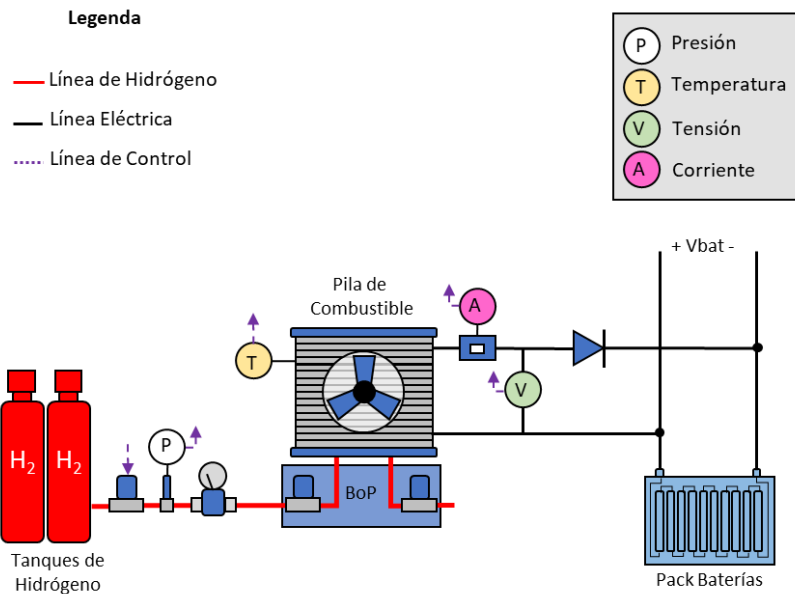 Legenda
Línea de Hidrógeno
Línea Eléctrica
Línea de Control
P Presión
T Temperatura
V Tensión
A Corriente
+ Vbat -
Pila de
Combustible
A
T
V
H2 H2
P
BoP
Tanques de
Hidrógeno
Pack Baterías